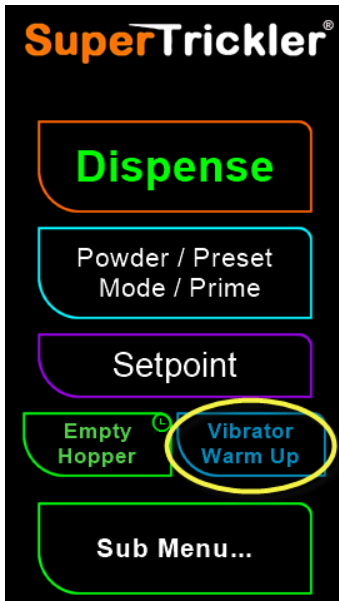 SuperTrickler®
Dispense
Powder / Preset
Mode / Prime
Setpoint
Empty
Hopper
Vibrator
Warm Up
Sub Menu...